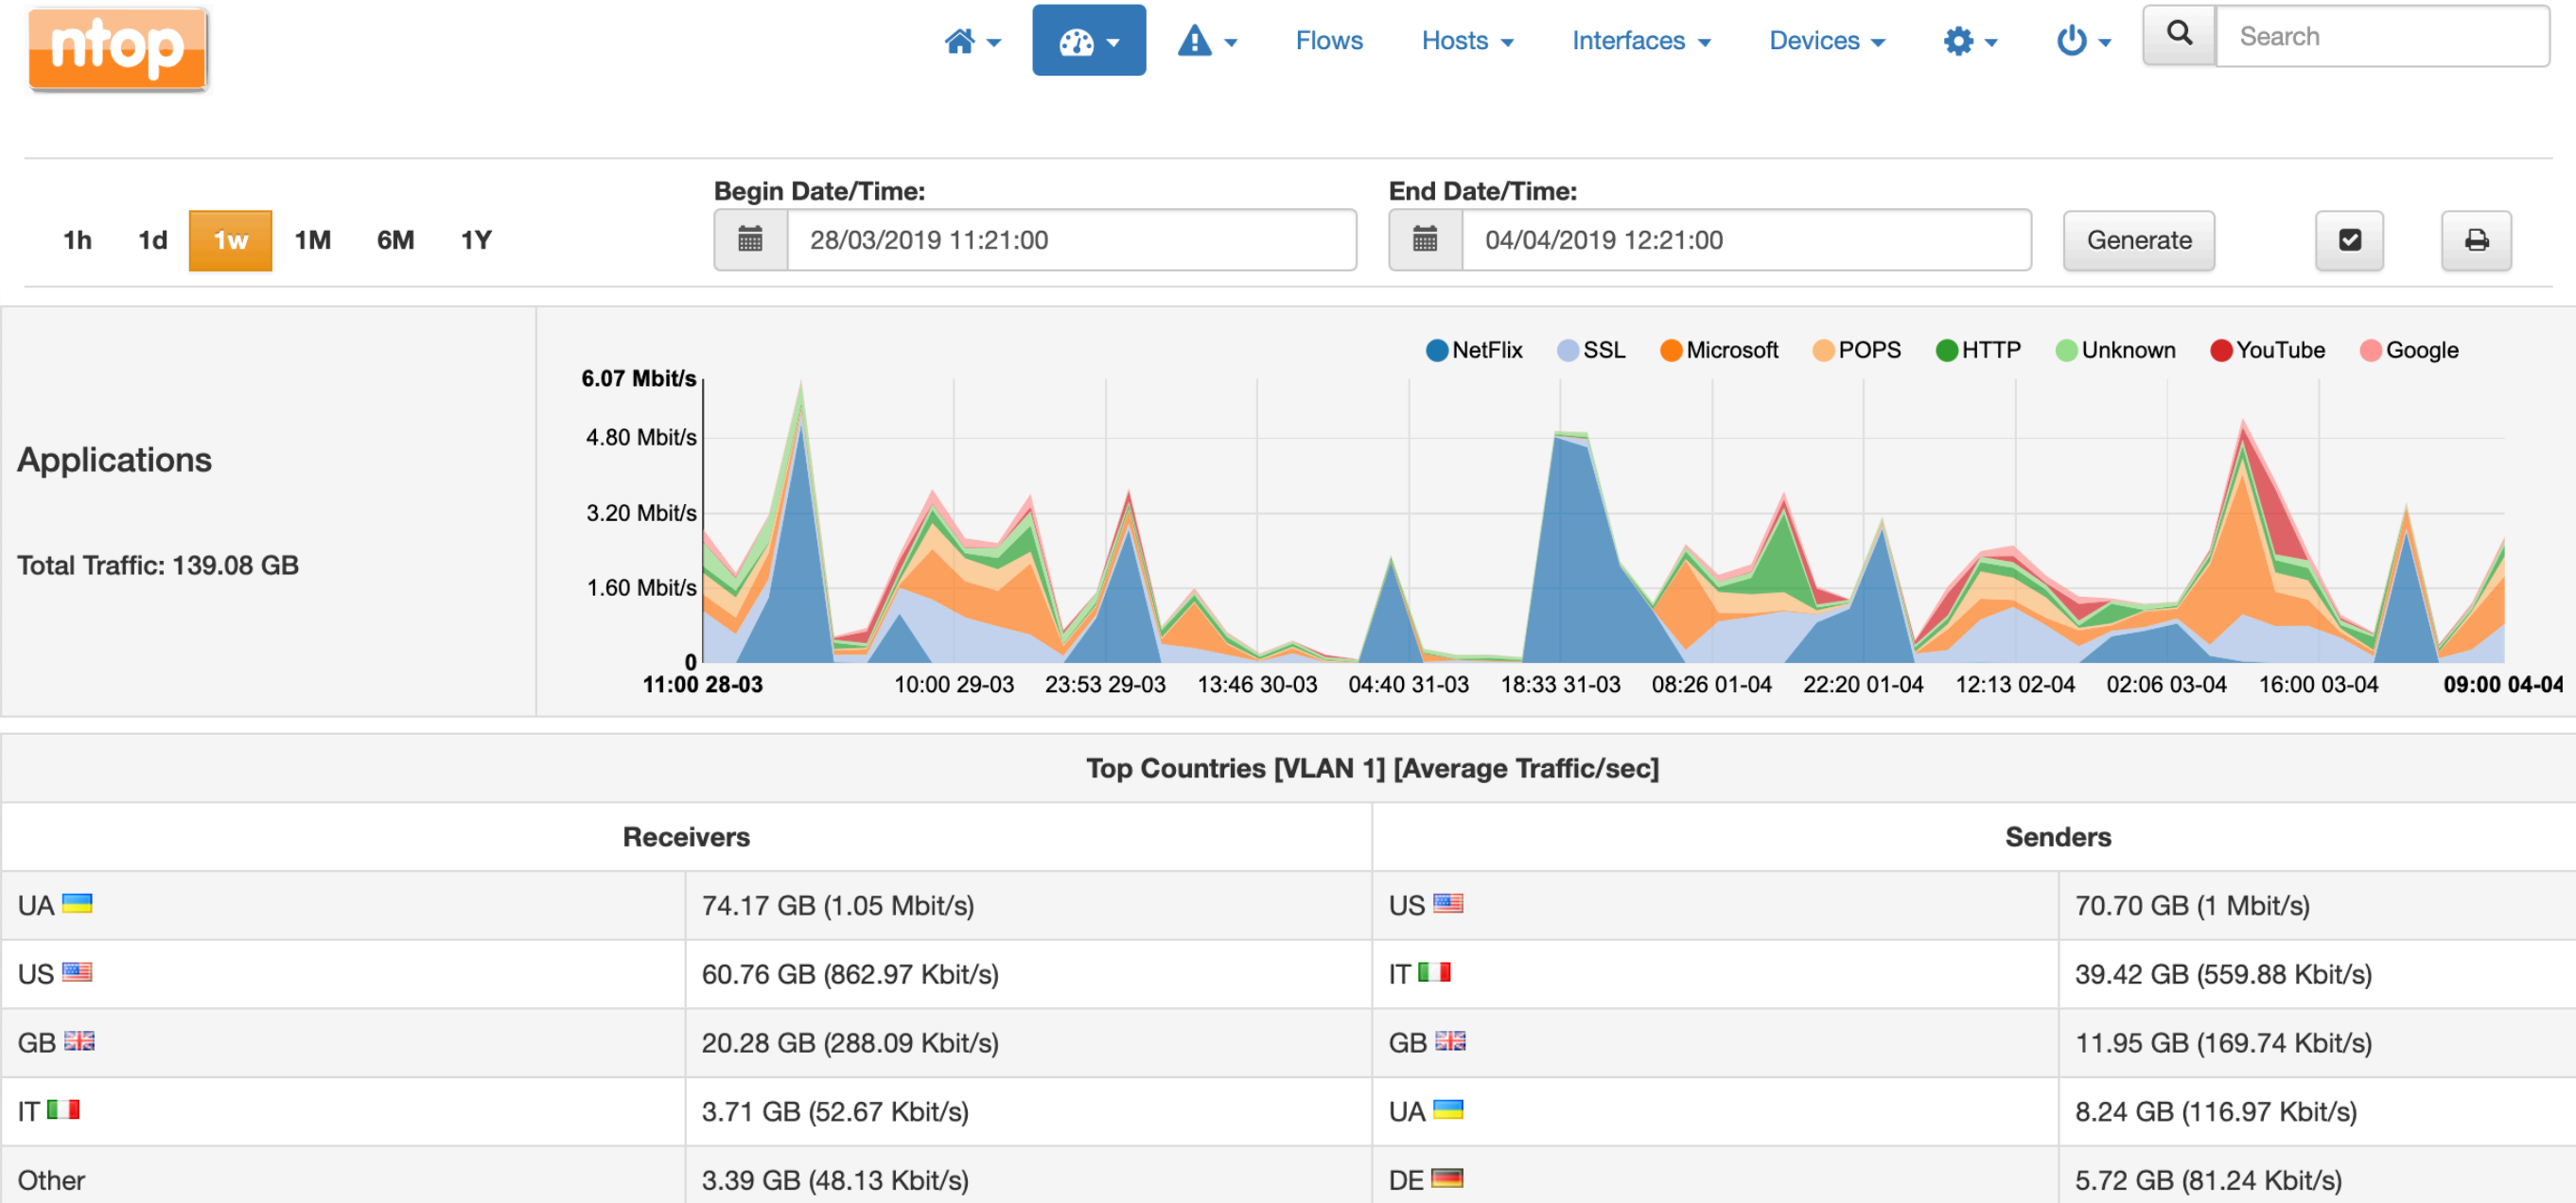 ntop
Flows Hosts Interfaces Devices Search
Begin Date/Time: End Date/Time:
1h 1d 1w 1M 6M 1Y 28/03/2019 11:21:00 04/04/2019 12:21:00 Generate
NetFlix SSL Microsoft POPS HTTP Unknown YouTube Google
Applications
Total Traffic: 139.08 GB
6.07 Mbit/s
4.80 Mbit/s
3.20 Mbit/s
1.60 Mbit/s
0
11:00 28-03 10:00 29-03 23:53 29-03 13:46 30-03 04:40 31-03 18:33 31-03 08:26 01-04 22:20 01-04 12:13 02-04 02:06 03-04 16:00 03-04 09:00 04-04
Top Countries [VLAN 1] [Average Traffic/sec]
Receivers Senders
UA 74.17 GB (1.05 Mbit/s) US 70.70 GB (1 Mbit/s)
US 60.76 GB (862.97 Kbit/s) IT 39.42 GB (559.88 Kbit/s)
GB 20.28 GB (288.09 Kbit/s) GB 11.95 GB (169.74 Kbit/s)
IT 3.71 GB (52.67 Kbit/s) UA 8.24 GB (116.97 Kbit/s)
Other 3.39 GB (48.13 Kbit/s) DE 5.72 GB (81.24 Kbit/s)